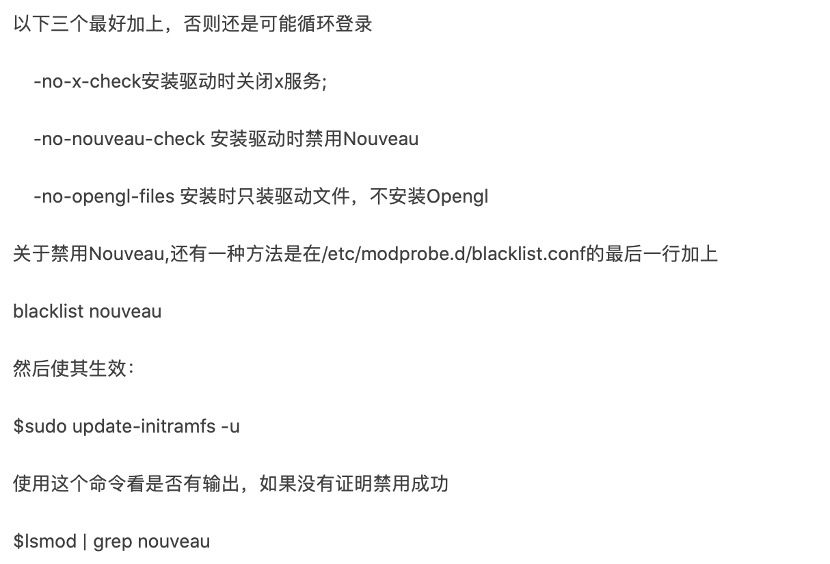 以下三个最好加上，否则还是可能循环登录
-no-x-check安装驱动时关闭x服务;
-no-nouveau-check 安装驱动时禁用Nouveau
-no-opengl-files 安装时只装驱动文件，不安装Opengl
关于禁用Nouveau,还有一种方法是在/etc/modprobe.d/blacklist.conf的最后一行加上
blacklist nouveau
然后使其生效：
$sudo update-initramfs -u
使用这个命令看是否有输出，如果没有证明禁用成功
$lsmod | grep nouveau